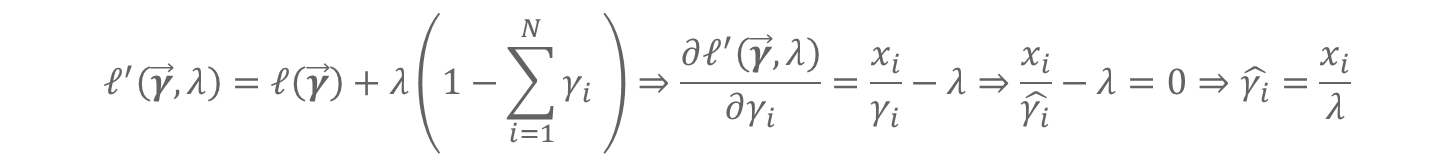 ℓ′(γ⃗, λ) = ℓ(γ⃗) + λ(1 − ∑_{i=1}^{N} γ_i) ⇒ ∂ℓ′(γ⃗, λ)/∂γ_i = x_i/γ_i − λ ⇒ x_i/γ̂_i − λ = 0 ⇒ γ̂_i = x_i/λ